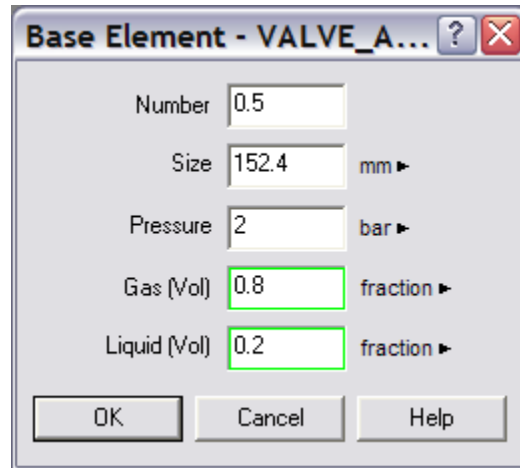 Base Element - VALVE_A...
Number 0.5
Size 152.4 mm
Pressure 2 bar
Gas (Vol) 0.8 fraction
Liquid (Vol) 0.2 fraction
OK Cancel Help